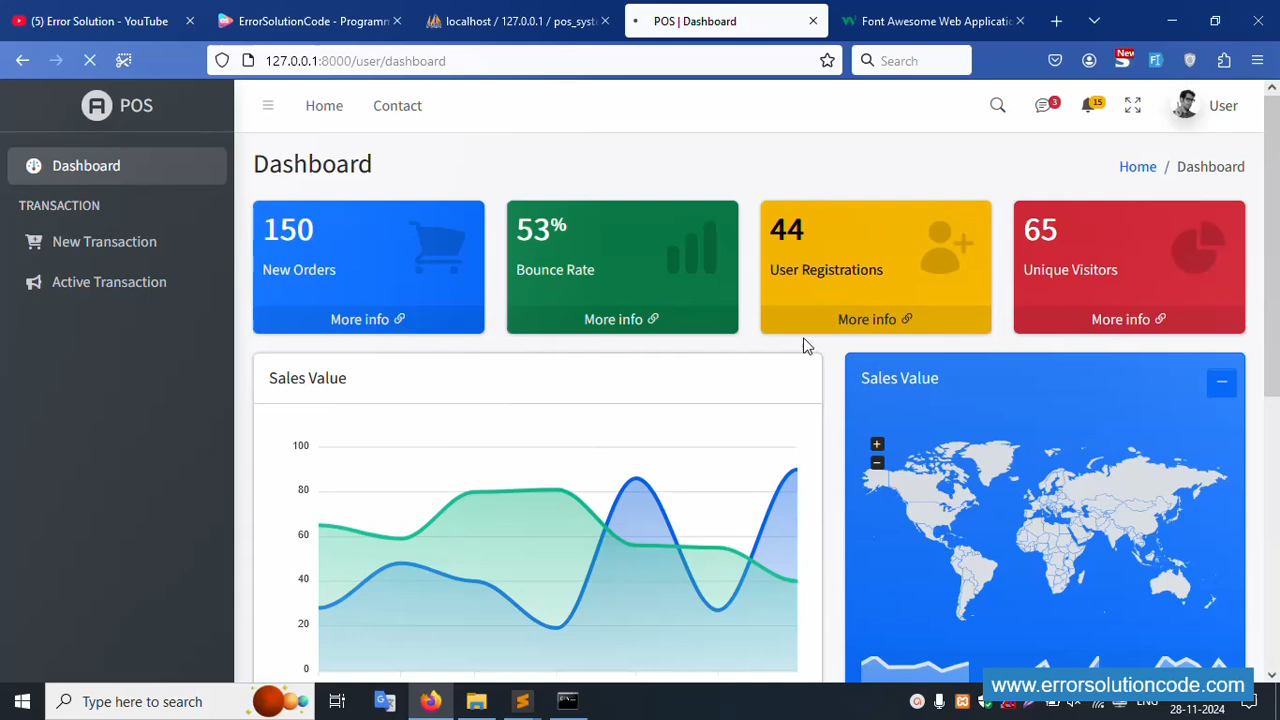 (5) Error Solution - YouTube
ErrorSolutionCode - Programn
localhost / 127.0.0.1 / pos_syst
POS | Dashboard
Font Awesome Web Applicatio
127.0.0.1:8000/user/dashboard
Search
New
POS
Home
Contact
3
15
User
Dashboard
TRANSACTION
New Transaction
Active Transaction
Dashboard
Home / Dashboard
150
New Orders
More info
53%
Bounce Rate
More info
44
User Registrations
More info
65
Unique Visitors
More info
Sales Value
100
80
60
40
20
0
Sales Value
+
−
www.errorsolutioncode.com
Type here to search
28-11-2024